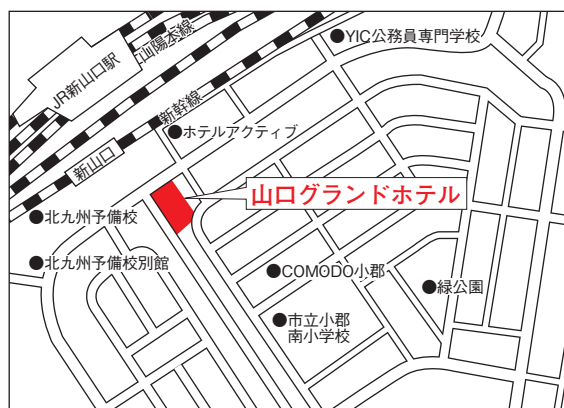 YIC公務員専門学校
山陽本線
JR新山口駅
新幹線
ホテルアクティブ
新山口
山口グランドホテル
北九州予備校
北九州予備校別館
COMODO小郡
緑公園
市立小郡
南小学校